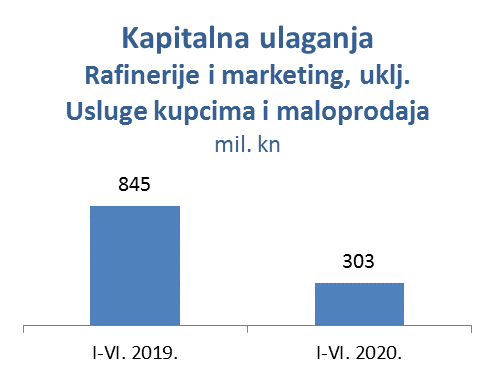 Kapitalna ulaganja
Rafinerije i marketing, uklj.
Usluge kupcima i maloprodaja
mil. kn
845
303
I-VI. 2019.
I-VI. 2020.